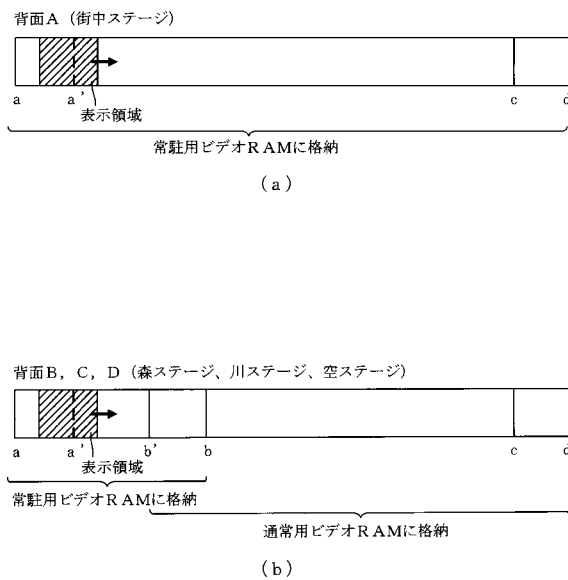 背面A(街中ステージ)
a a' c d
表示領域
常駐用ビデオRAMに格納
(a)
背面B,C,D(森ステージ、川ステージ、空ステージ)
a a' b' b c d
表示領域
常駐用ビデオRAMに格納
通常用ビデオRAMに格納
(b)